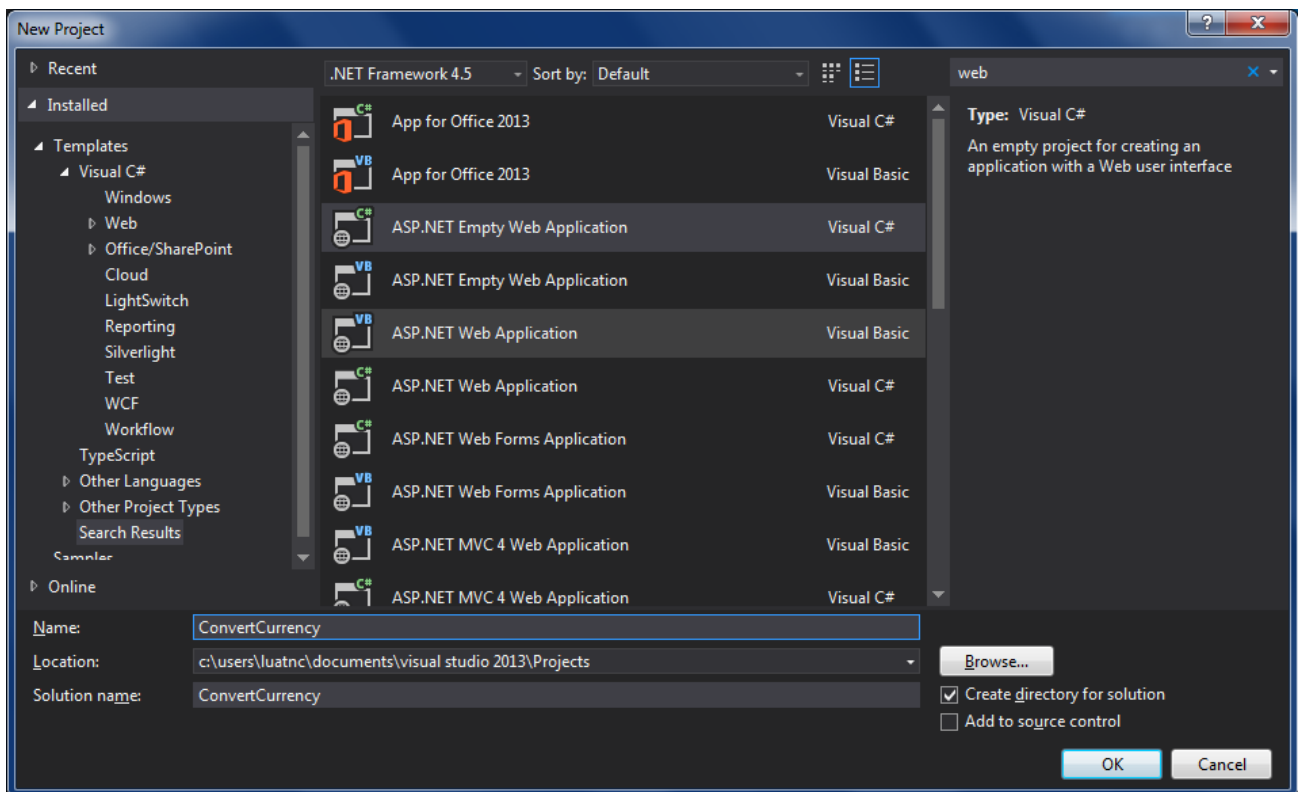 New Project
?
X
Recent
Installed
Templates
Visual C#
Windows
Web
Office/SharePoint
Cloud
LightSwitch
Reporting
Silverlight
Test
WCF
Workflow
TypeScript
Other Languages
Other Project Types
Search Results
Samples
Online
.NET Framework 4.5 Sort by: Default
C# App for Office 2013 Visual C#
VB App for Office 2013 Visual Basic
C# ASP.NET Empty Web Application Visual C#
VB ASP.NET Empty Web Application Visual Basic
VB ASP.NET Web Application Visual Basic
C# ASP.NET Web Application Visual C#
C# ASP.NET Web Forms Application Visual C#
VB ASP.NET Web Forms Application Visual Basic
VB ASP.NET MVC 4 Web Application Visual Basic
C# ASP.NET MVC 4 Web Application Visual C#
web
Type: Visual C#
An empty project for creating an
application with a Web user interface
Name: ConvertCurrency
Location: c:\users\luatnc\documents\visual studio 2013\Projects
Browse...
Solution name: ConvertCurrency
Create directory for solution
Add to source control
OK Cancel